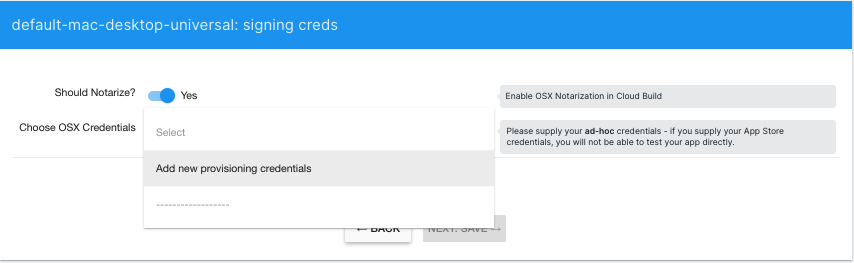 default-mac-desktop-universal: signing creds
Should Notarize?
Yes
Enable OSX Notarization in Cloud Build
Choose OSX Credentials
Select
Please supply your ad-hoc credentials - if you supply your App Store
credentials, you will not be able to test your app directly.
Add new provisioning credentials
------------------
← BACK
NEXT: SAVE →